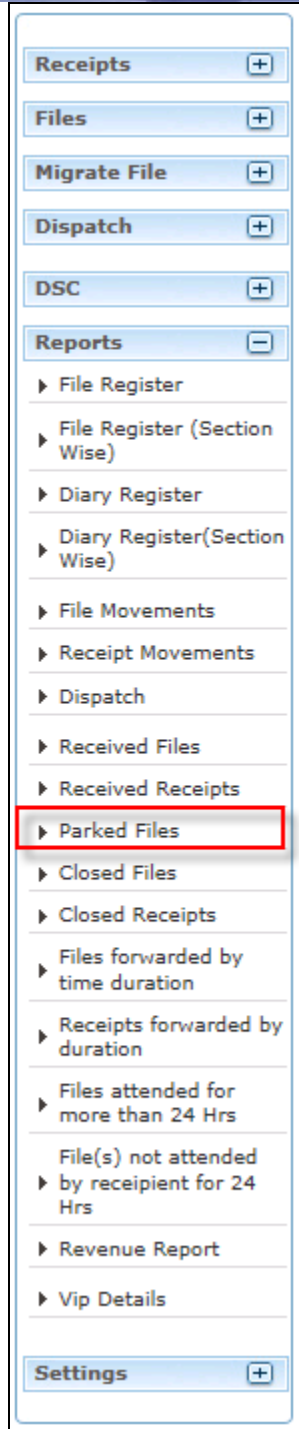 Receipts
Files
Migrate File
Dispatch
DSC
Reports
File Register
File Register (Section
Wise)
Diary Register
Diary Register(Section
Wise)
File Movements
Receipt Movements
Dispatch
Received Files
Received Receipts
Parked Files
Closed Files
Closed Receipts
Files forwarded by
time duration
Receipts forwarded by
duration
Files attended for
more than 24 Hrs
File(s) not attended
by receipient for 24
Hrs
Revenue Report
Vip Details
Settings